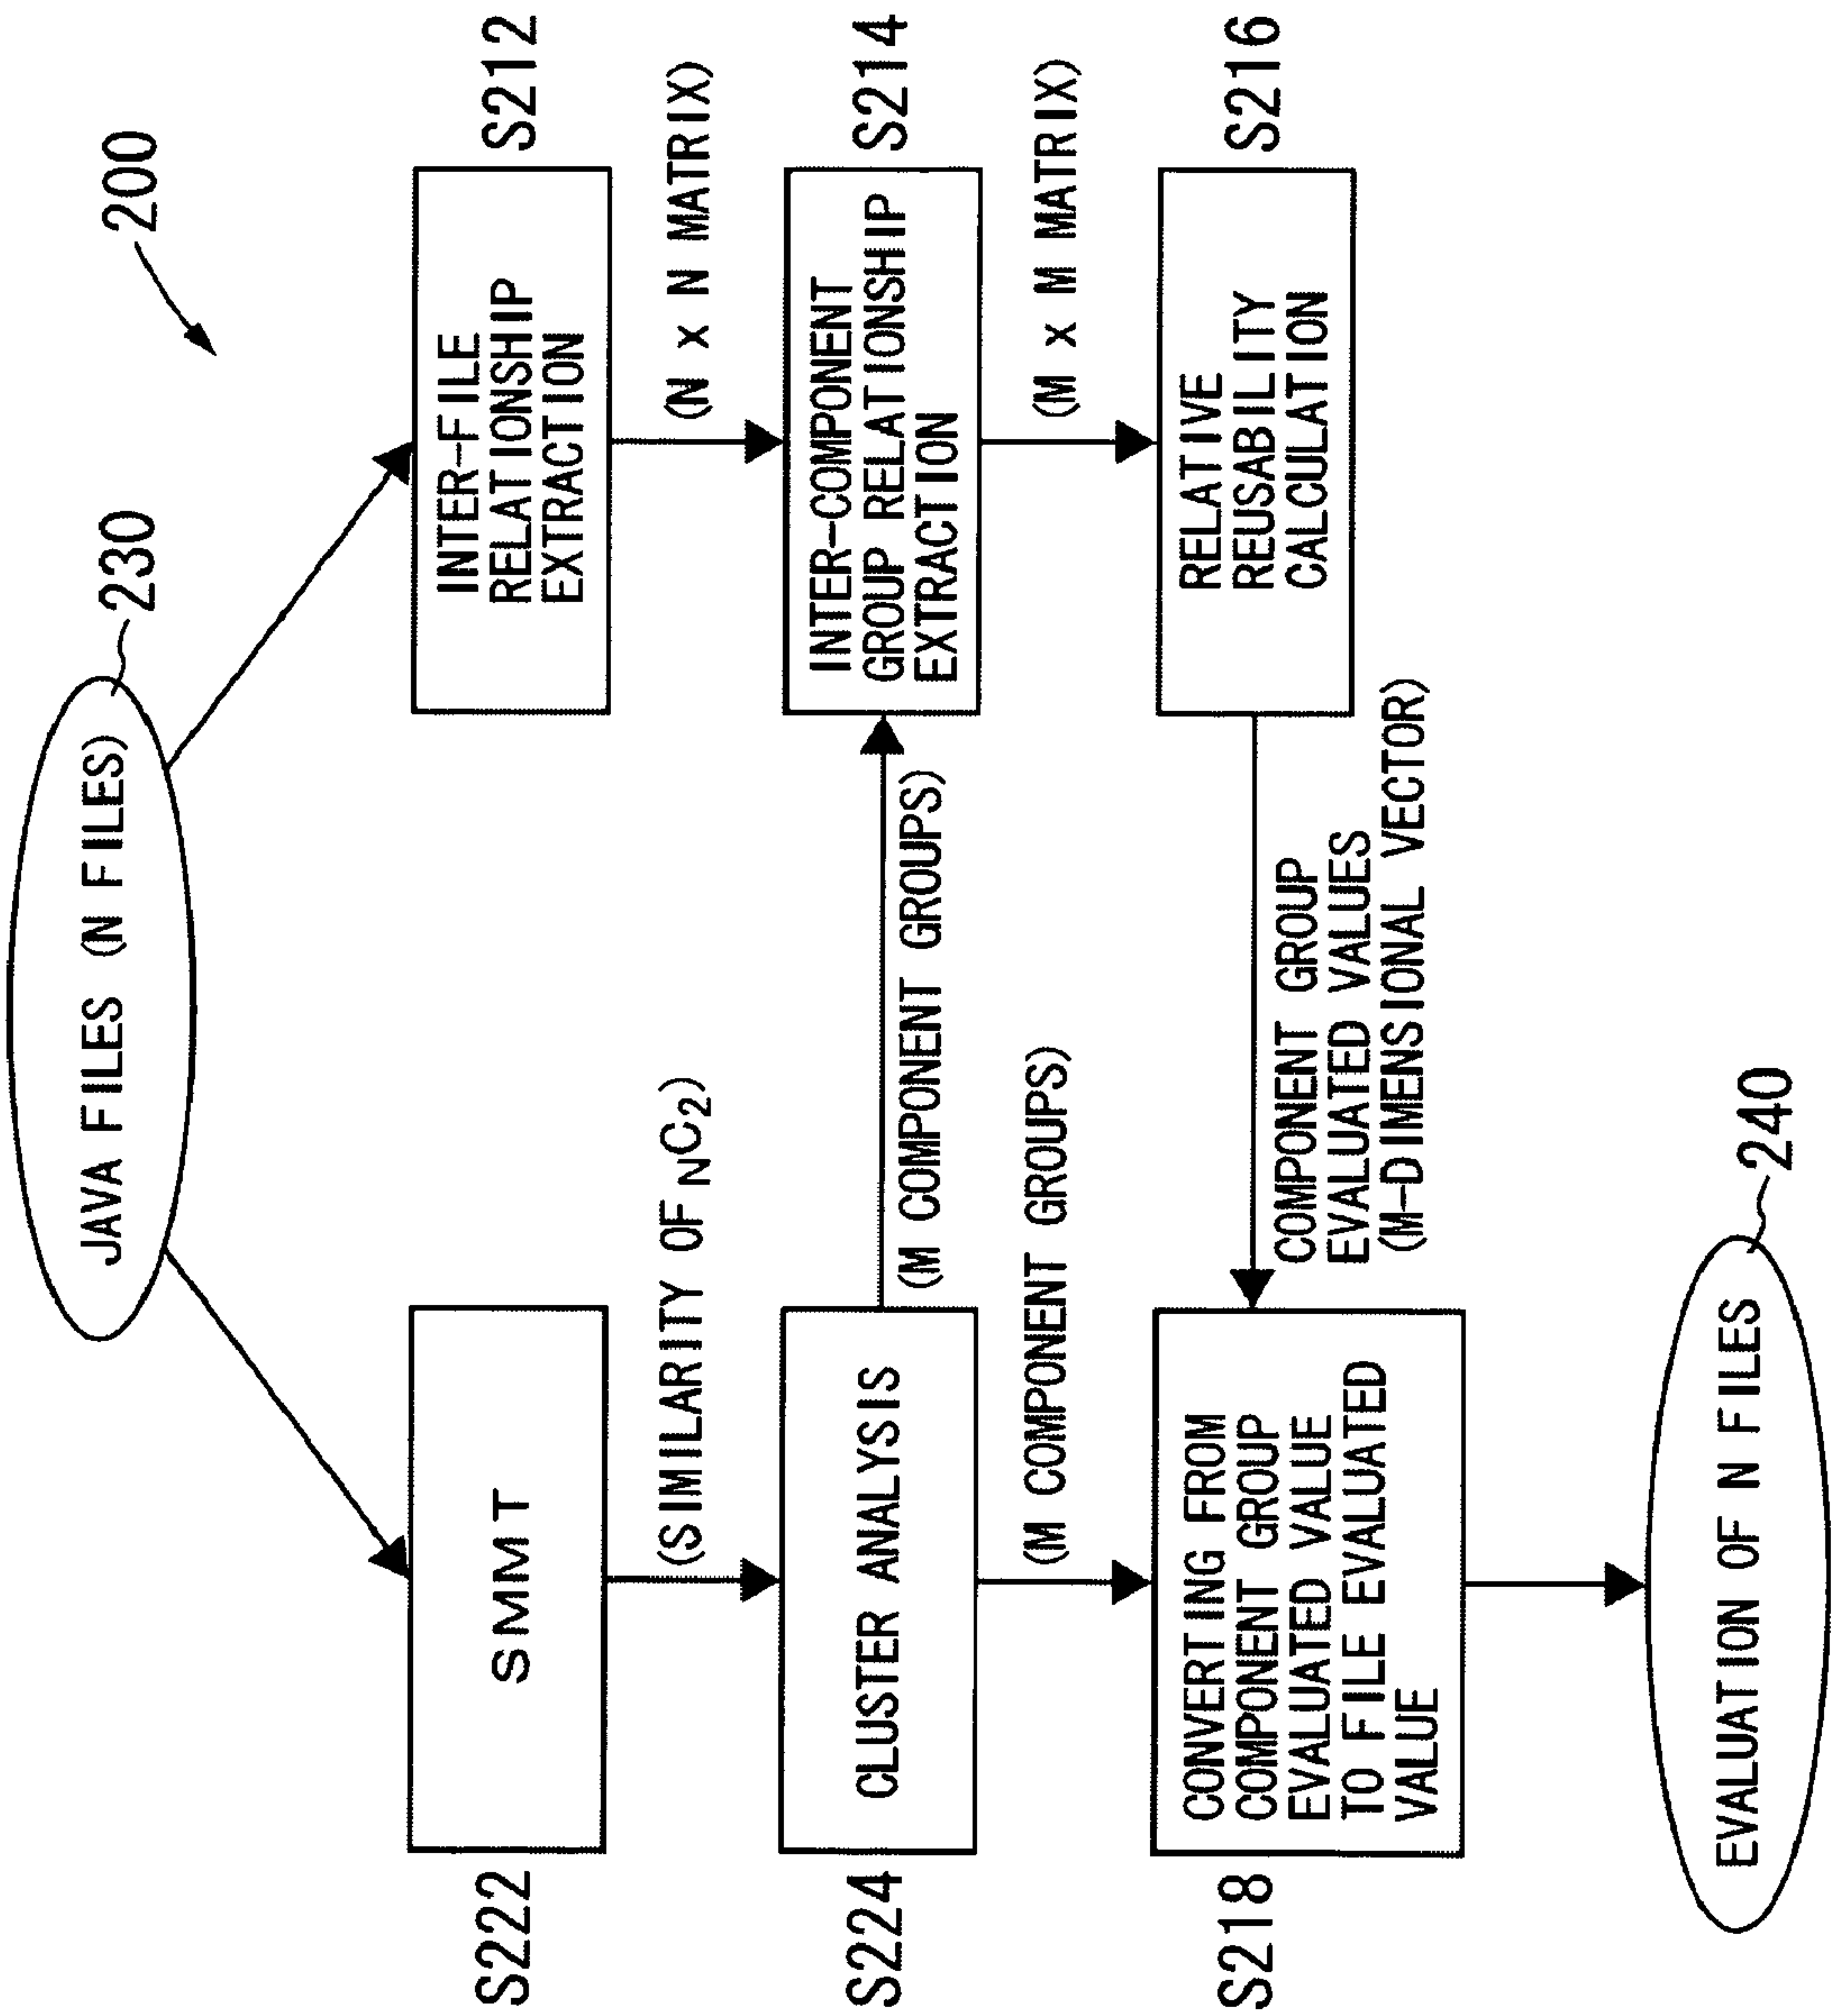 200
JAVA FILES (N FILES)
230
S222
SMMT
INTER-FILE
RELATIONSHIP
EXTRACTION
S212
(SIMILARITY OF NC2)
(N x N MATRIX)
S224
CLUSTER ANALYSIS
(M COMPONENT GROUPS)
INTER-COMPONENT
GROUP RELATIONSHIP
EXTRACTION
S214
(M COMPONENT GROUPS)
(M x M MATRIX)
S218
CONVERTING FROM
COMPONENT GROUP
EVALUATED VALUE
TO FILE EVALUATED
VALUE
COMPONENT GROUP
EVALUATED VALUES
(M-DIMENSIONAL VECTOR)
RELATIVE
REUSABILITY
CALCULATION
S216
EVALUATION OF N FILES
240